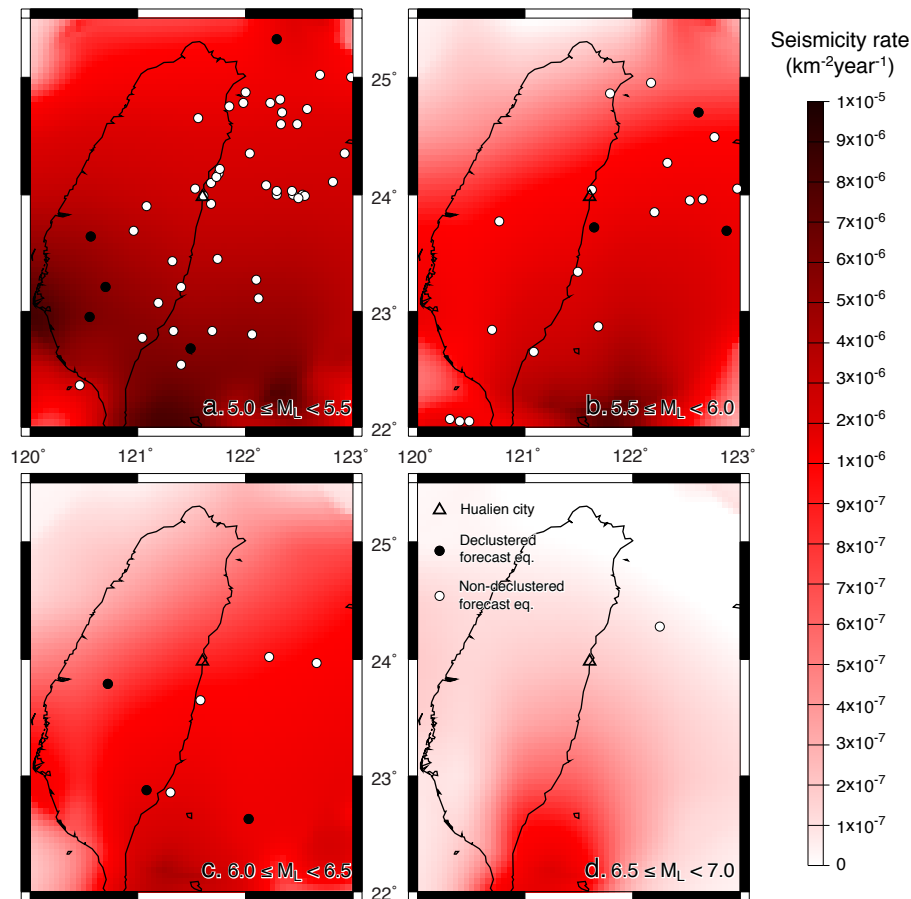 Seismicity rate
(km⁻²year⁻¹)
1x10⁻⁵
9x10⁻⁶
8x10⁻⁶
7x10⁻⁶
6x10⁻⁶
5x10⁻⁶
4x10⁻⁶
3x10⁻⁶
2x10⁻⁶
1x10⁻⁶
9x10⁻⁷
8x10⁻⁷
7x10⁻⁷
6x10⁻⁷
5x10⁻⁷
4x10⁻⁷
3x10⁻⁷
2x10⁻⁷
1x10⁻⁷
0
25˚
24˚
23˚
22˚
a. 5.0 ≤ M_L < 5.5
b. 5.5 ≤ M_L < 6.0
120˚ 121˚ 122˚ 123˚
120˚ 121˚ 122˚ 123˚
25˚
24˚
23˚
22˚
c. 6.0 ≤ M_L < 6.5
Hualien city
Declustered
forecast eq.
Non-declustered
forecast eq.
d. 6.5 ≤ M_L < 7.0